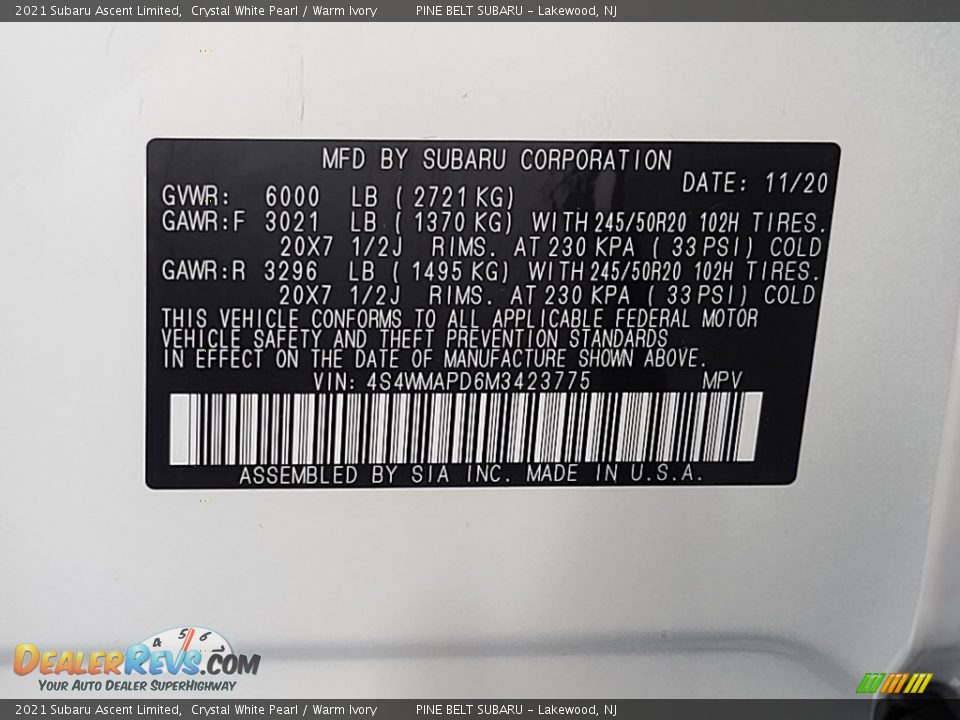 2021 Subaru Ascent Limited, Crystal White Pearl / Warm Ivory PINE BELT SUBARU - Lakewood, NJ
MFD BY SUBARU CORPORATION
DATE: 11/20
GVWR: 6000 LB ( 2721 KG)
GAWR:F 3021 LB ( 1370 KG) WITH 245/50R20 102H TIRES.
20X7 1/2J RIMS. AT 230 KPA ( 33 PSI) COLD
GAWR:R 3296 LB ( 1495 KG) WITH 245/50R20 102H TIRES.
20X7 1/2J RIMS. AT 230 KPA ( 33 PSI) COLD
THIS VEHICLE CONFORMS TO ALL APPLICABLE FEDERAL MOTOR
VEHICLE SAFETY AND THEFT PREVENTION STANDARDS
IN EFFECT ON THE DATE OF MANUFACTURE SHOWN ABOVE.
VIN: 4S4WMAPD6M3423775 MPV
ASSEMBLED BY SIA INC. MADE IN U.S.A.
4 5 6 7
DEALERREVS.COM
YOUR AUTO DEALER SUPERHIGHWAY
2021 Subaru Ascent Limited, Crystal White Pearl / Warm Ivory PINE BELT SUBARU - Lakewood, NJ